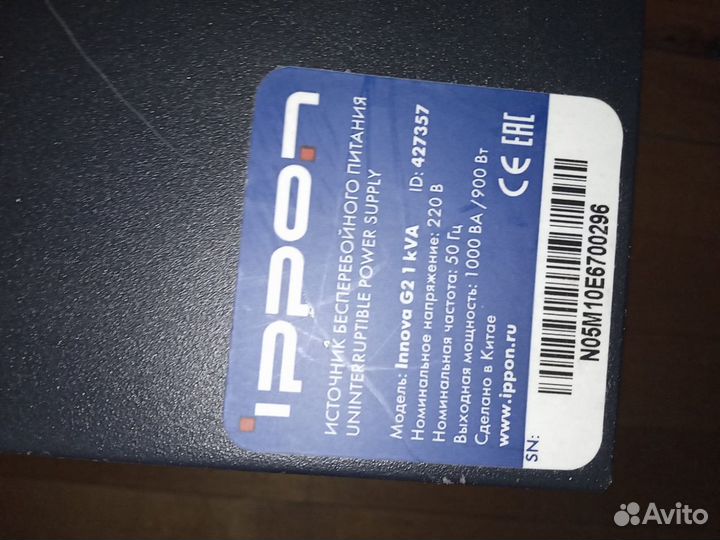 ippon
ИСТОЧНИК БЕСПЕРЕБОЙНОГО ПИТАНИЯ
UNINTERRUPTIBLE POWER SUPPLY
Модель: Innova G2 1 kVA ID: 427357
Номинальное напряжение: 220 В
Номинальная частота: 50 Гц
Выходная мощность: 1000 ВА /900 Вт
Сделано в Китае
www.ippon.ru
CE EAC
SN:
N05M10E6700296
Avito